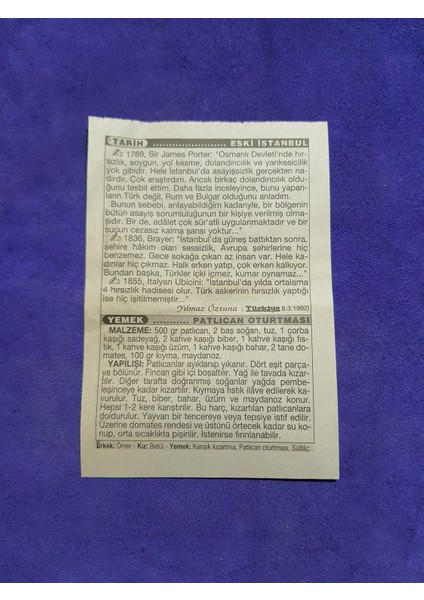 TARİH .................... ESKİ İSTANBUL
✍ 1769, Sir James Porter: "Osmanlı Devleti'nde hır-
sızlık, soygun, yol kesme, dolandırıcılık ve yankesicilik
yok gibidir. Hele İstanbul'da asayişsizlik gerçekten na-
dirdir. Çok araştırdım. Ancak birkaç dolandırıcılık oldu-
ğunu tesbit ettim. Daha fazla inceleyince, bunu yapan-
ların Türk değil, Rum ve Bulgar olduğunu anladım.
Bunun sebebi, anlayabildiğim kadarıyle, bir bölgenin
bütün asayiş sorumluluğunun bir kişiye verilmiş olma-
sıdır. Bir de, adâlet çok sür'atli uygulanmaktadır ve bir
suçun cezasız kalma şansı yoktur..."
✍ 1836, Brayer: "İstanbul'da güneş battıktan sonra,
şehire hâkim olan sessizlik, Avrupa şehirlerine hiç
benzemez. Gece sokağa çıkan az insan var. Hele ka-
dınlar hiç çıkmaz. Halk erken yatıp, çok erken kalkıyor.
Bundan başka, Türkler içki içmez, kumar oynamaz..."
✍ 1855, İtalyan Ubicini: "İstanbul'da yılda ortalama
4 hırsızlık hadisesi olur. Türk askerinin hırsızlık yaptığı
ise hiç işitilmemiştir..."
Yılmaz Öztuna (Türkiye 8.3.1992)
YEMEK .............. PATLICAN OTURTMASI
MALZEME: 500 gr patlıcan, 2 baş soğan, tuz, 1 çorba
kaşığı sadeyağ, 2 kahve kaşığı biber, 1 kahve kaşığı fıs-
tık, 1 kahve kaşığı üzüm, 1 kahve kaşığı bahar, 2 tane do-
mates, 100 gr kıyma, maydanoz.
YAPILIŞI: Patlıcanlar ayıklanıp yıkanır. Dört eşit parça-
ya bölünür. Fincan gibi içi boşaltılır. Yağ ile tavada kızar-
tılır. Diğer tarafta doğranmış soğanlar yağda pembe-
leşinceye kadar kızartılır. Kıymaya fıstık ilâve edilerek ka-
vurulur. Tuz, biber, bahar, üzüm ve maydanoz konur.
Hepsi 1-2 kere karıştırılır. Bu harç, kızartılan patlıcanlara
doldurulur. Yayvan bir tencereye veya tepsiye istif edilir.
Üzerine domates rendesi ve üstünü örtecek kadar su ko-
nup, orta sıcaklıkta pişirilir. İstenirse fırınlanabilir.
Erkek: Ömer - Kız: Betül - Yemek: Karışık kızartma, Patlıcan oturtması, Sütlâç.